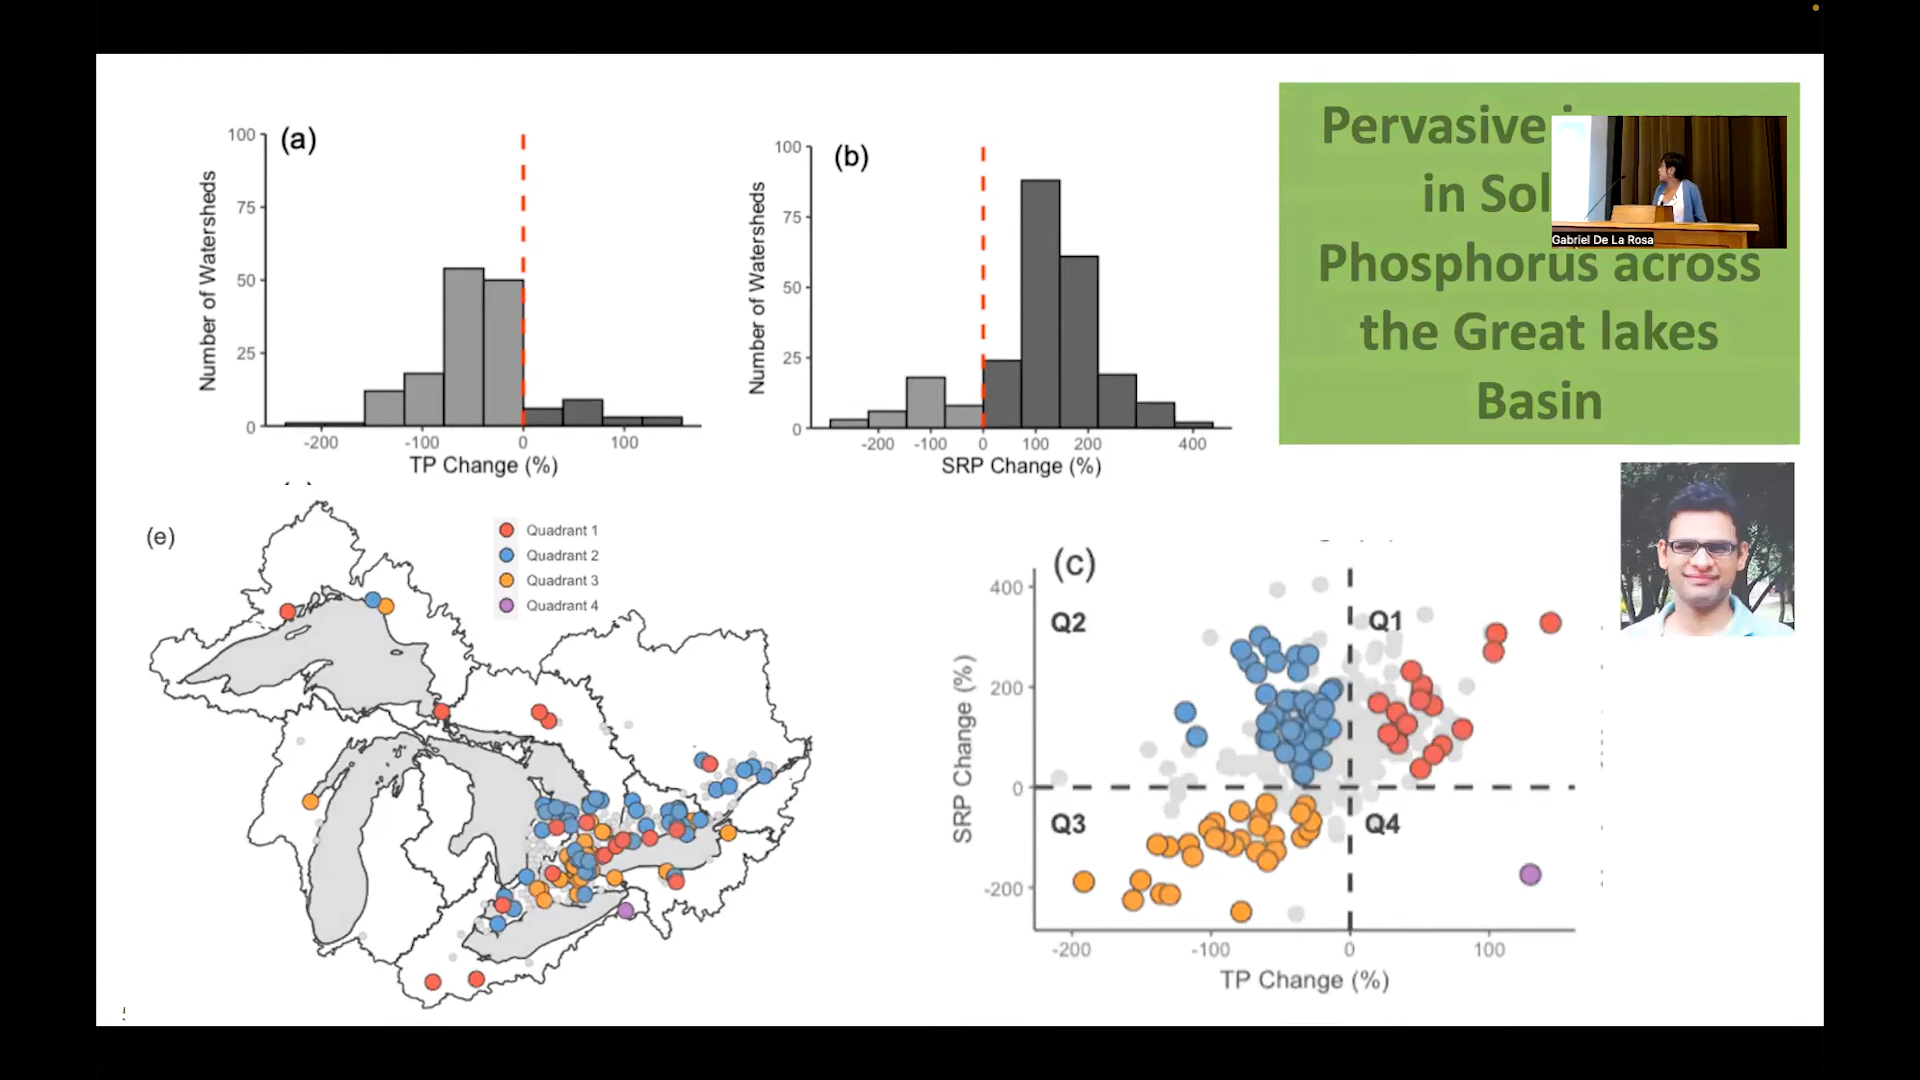 (a)
100
75
50
25
0
Number of Watersheds
-200 -100 0 100
TP Change (%)
(b)
100
75
50
25
0
Number of Watersheds
-200 -100 0 100 200 400
SRP Change (%)
Pervasive
in Sol
Phosphorus across
the Great lakes
Basin
Gabriel De La Rosa
(e)
Quadrant 1
Quadrant 2
Quadrant 3
Quadrant 4
(c)
400
200
0
-200
SRP Change (%)
Q2 Q1
Q3 Q4
-200 -100 0 100
TP Change (%)